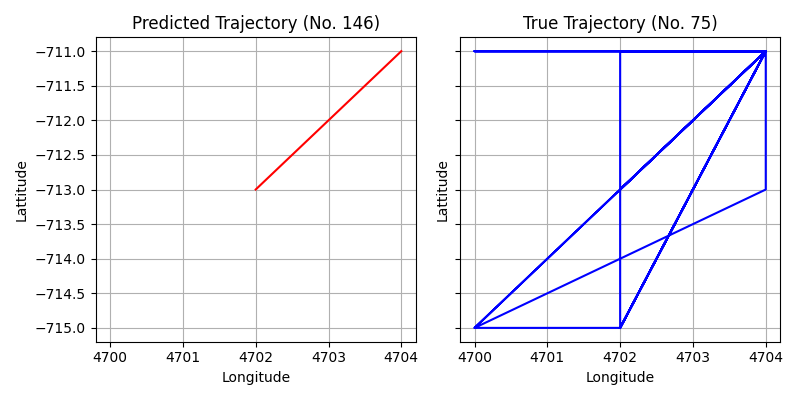 Predicted Trajectory (No. 146)
True Trajectory (No. 75)
Lattitude
−711.0
−711.5
−712.0
−712.5
−713.0
−713.5
−714.0
−714.5
−715.0
4700 4701 4702 4703 4704
Longitude
Lattitude
4700 4701 4702 4703 4704
Longitude